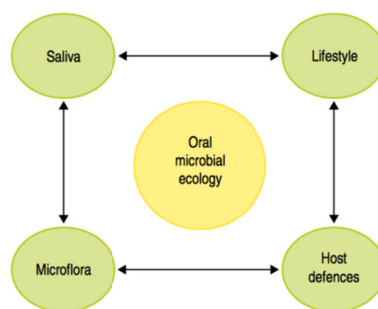 Saliva
Lifestyle
Oral
microbial
ecology
Microflora
Host
defences